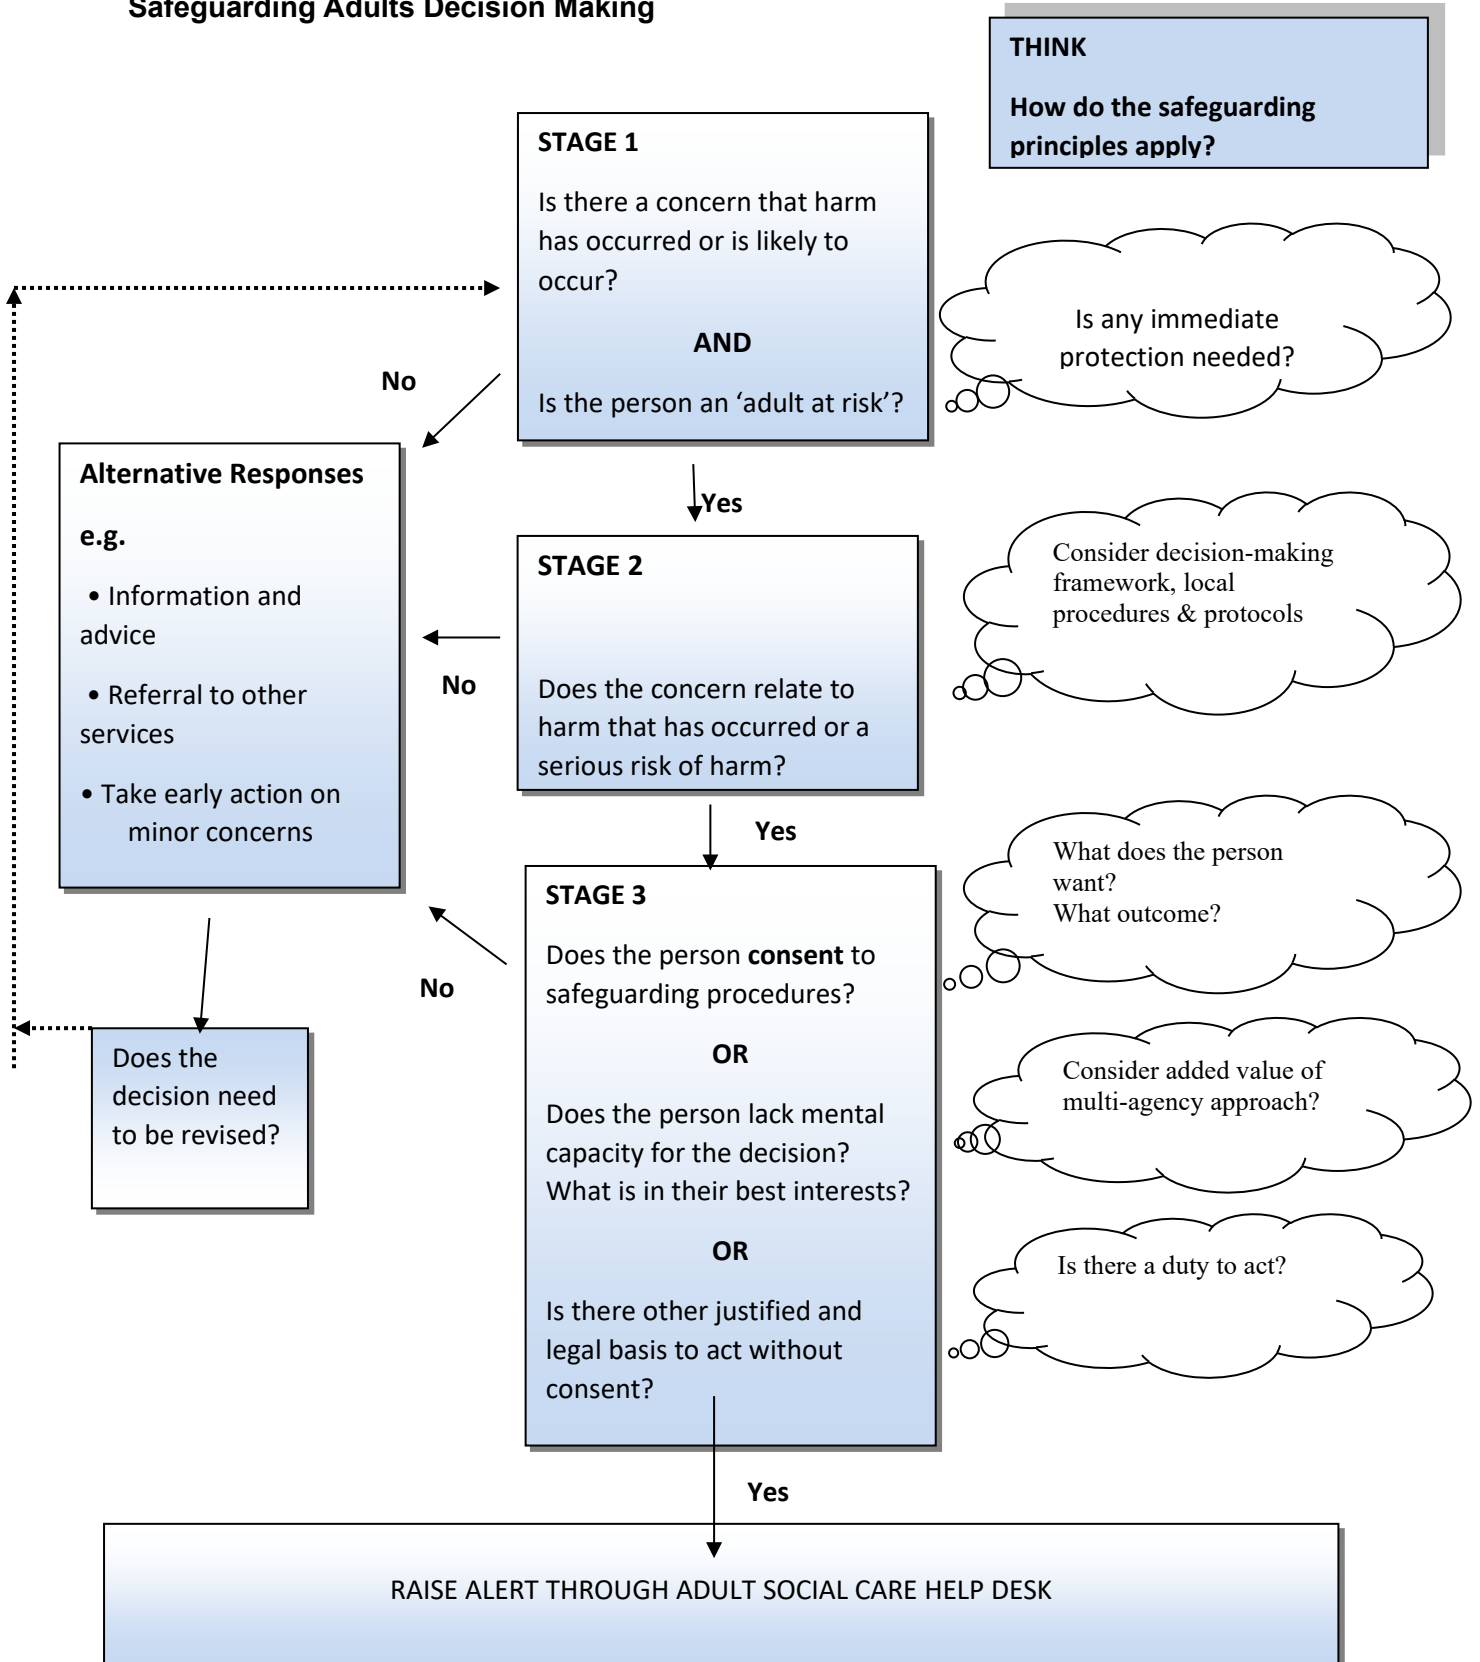 Safeguarding Adults Decision Making
THINK
How do the safeguarding
principles apply?
STAGE 1
Is there a concern that harm
has occurred or is likely to
occur?
AND
Is the person an ‘adult at risk’?
Is any immediate
protection needed?
No
Yes
Alternative Responses
e.g.
• Information and
advice
• Referral to other
services
• Take early action on
minor concerns
STAGE 2
Does the concern relate to
harm that has occurred or a
serious risk of harm?
Consider decision-making
framework, local
procedures & protocols
No
Yes
STAGE 3
Does the person consent to
safeguarding procedures?
OR
Does the person lack mental
capacity for the decision?
What is in their best interests?
OR
Is there other justified and
legal basis to act without
consent?
What does the person
want?
What outcome?
No
Does the
decision need
to be revised?
Consider added value of
multi-agency approach?
Is there a duty to act?
Yes
RAISE ALERT THROUGH ADULT SOCIAL CARE HELP DESK